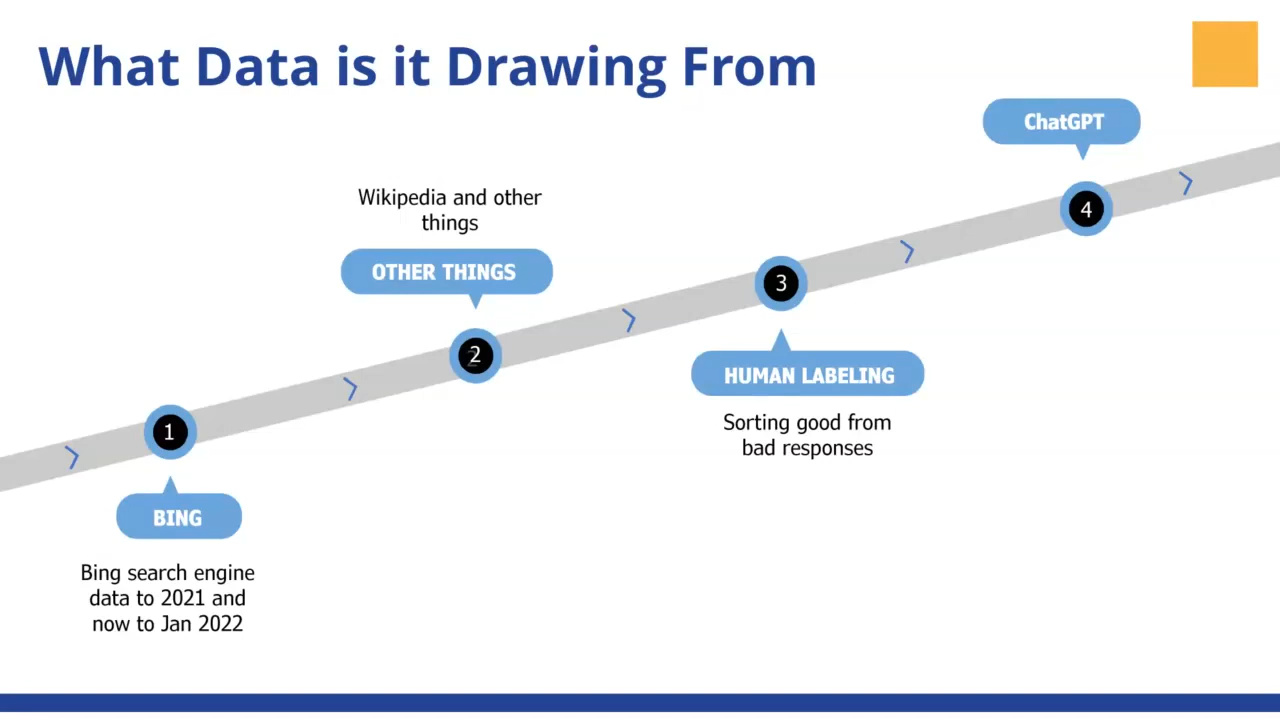 What Data is it Drawing From
ChatGPT
4
Wikipedia and other
things
OTHER THINGS
2
3
HUMAN LABELING
Sorting good from
bad responses
1
BING
Bing search engine
data to 2021 and
now to Jan 2022